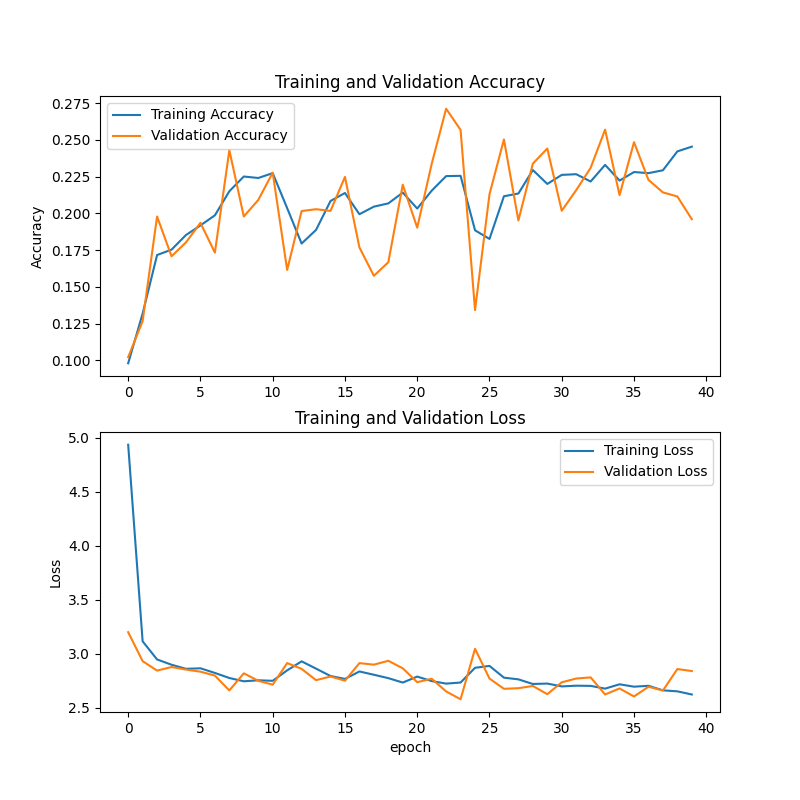 Training and Validation Accuracy
Training Accuracy
Validation Accuracy
Accuracy
0.275
0.250
0.225
0.200
0.175
0.150
0.125
0.100
0 5 10 15 20 25 30 35 40
Training and Validation Loss
Training Loss
Validation Loss
Loss
5.0
4.5
4.0
3.5
3.0
2.5
0 5 10 15 20 25 30 35 40
epoch